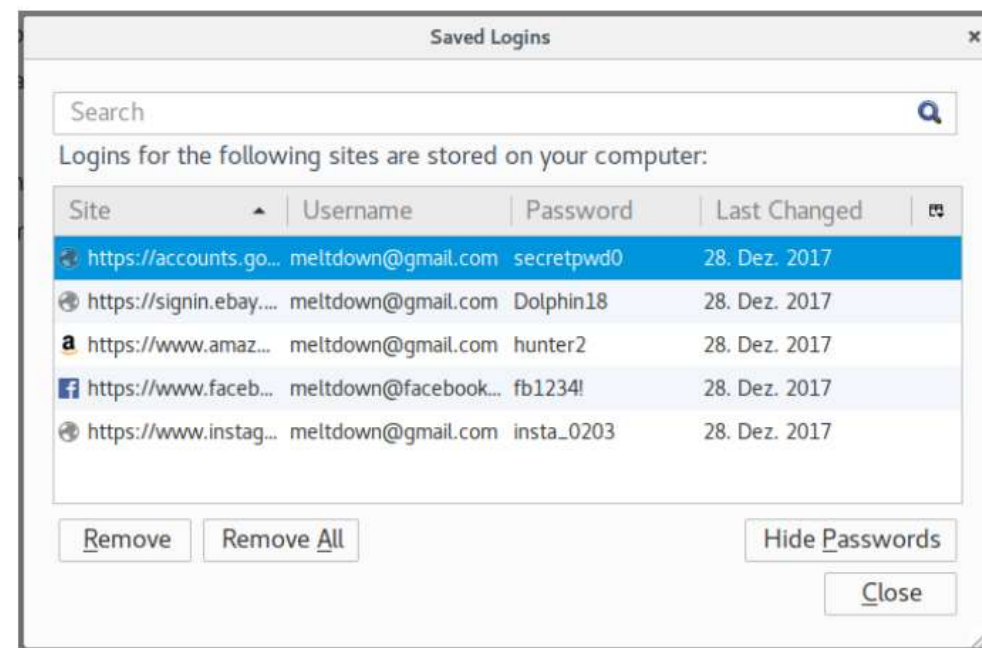 Saved Logins
Search
Logins for the following sites are stored on your computer:
Site Username Password Last Changed
https://accounts.go... meltdown@gmail.com secretpwd0 28. Dez. 2017
https://signin.ebay.... meltdown@gmail.com Dolphin18 28. Dez. 2017
https://www.amaz... meltdown@gmail.com hunter2 28. Dez. 2017
https://www.faceb... meltdown@facebook... fb1234! 28. Dez. 2017
https://www.instag... meltdown@gmail.com insta_0203 28. Dez. 2017
Remove Remove All Hide Passwords
Close